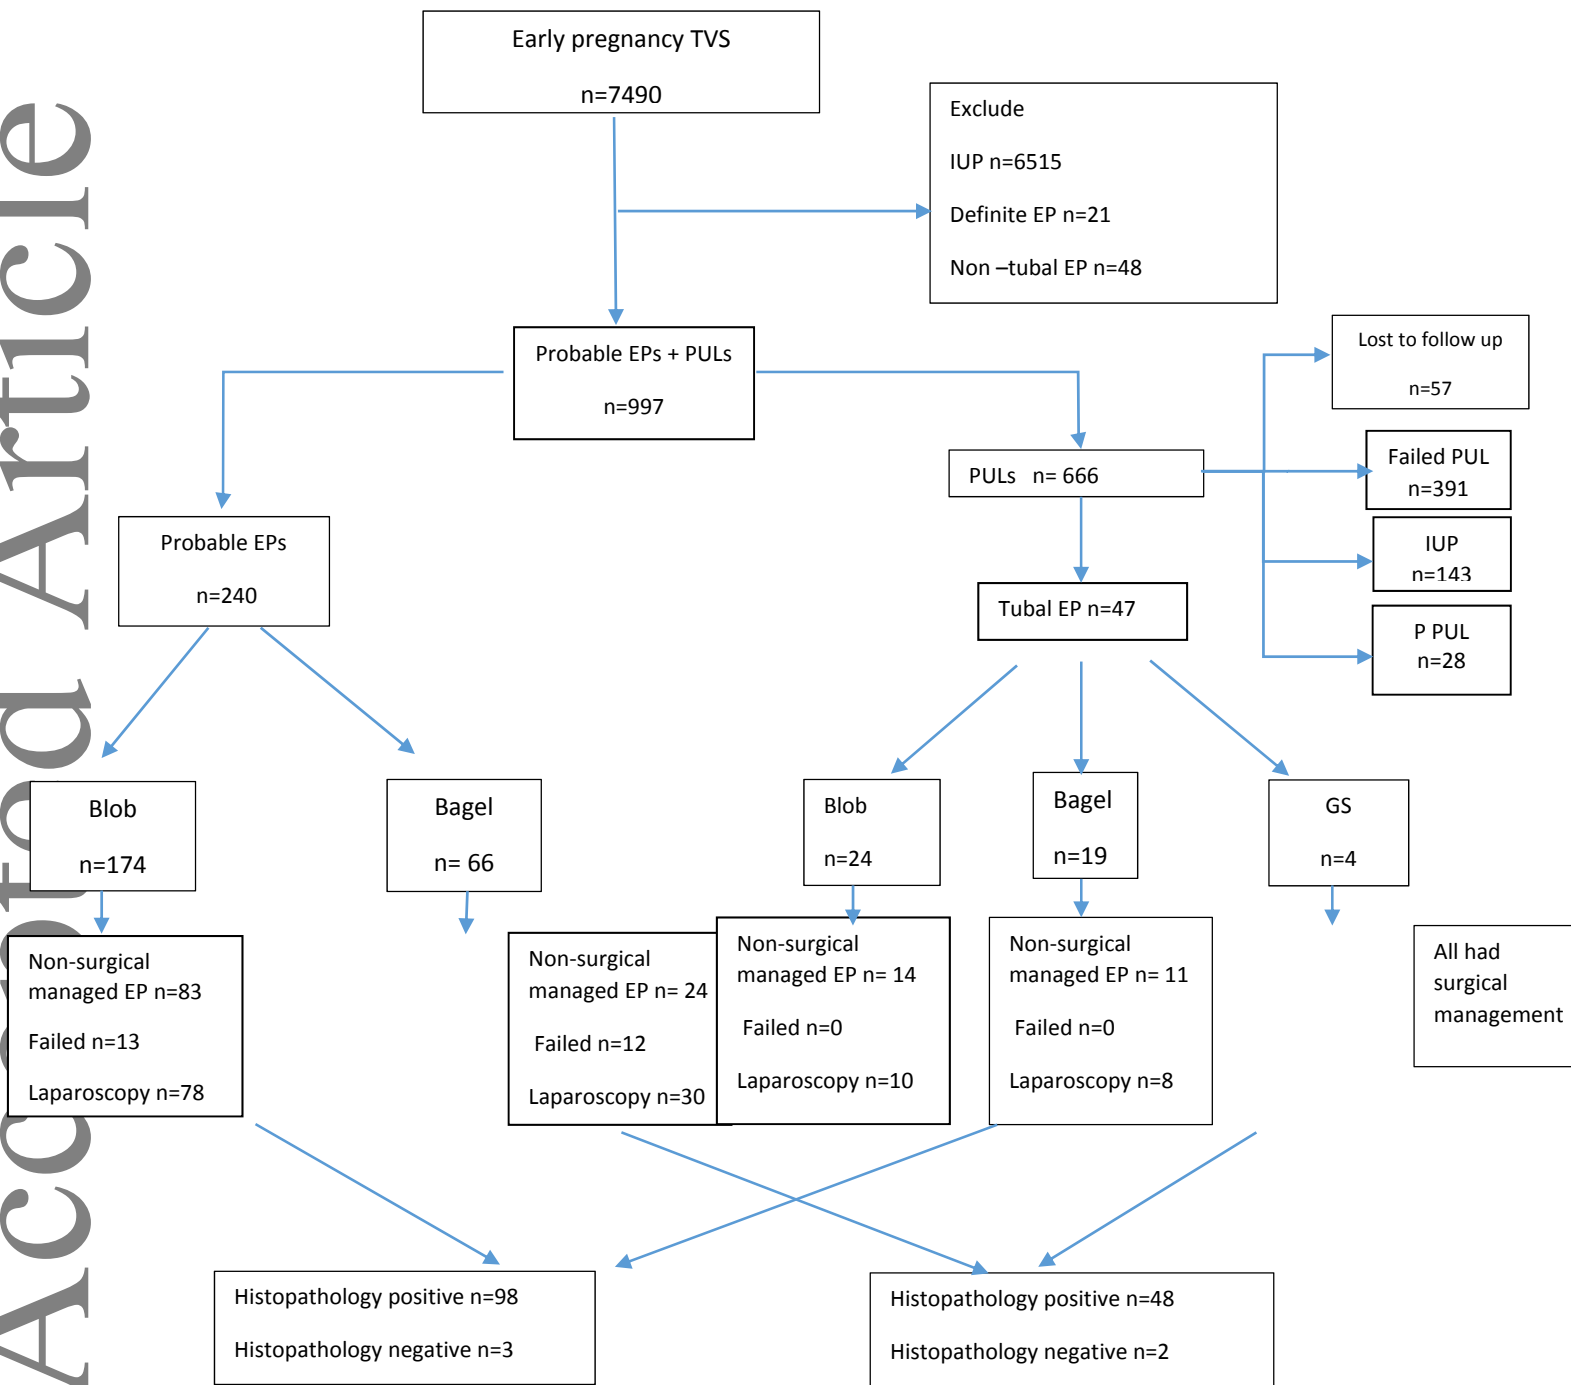 Accepted Article
Early pregnancy TVS
n=7490
Exclude
IUP n=6515
Definite EP n=21
Non –tubal EP n=48
Probable EPs + PULs
n=997
Lost to follow up
n=57
PULs n= 666
Failed PUL
n=391
IUP
n=143
P PUL
n=28
Probable EPs
n=240
Tubal EP n=47
Blob
n=174
Bagel
n= 66
Blob
n=24
Bagel
n=19
GS
n=4
Non-surgical
managed EP n=83
Failed n=13
Laparoscopy n=78
Non-surgical
managed EP n= 24
Failed n=12
Laparoscopy n=30
Non-surgical
managed EP n= 14
Failed n=0
Laparoscopy n=10
Non-surgical
managed EP n= 11
Failed n=0
Laparoscopy n=8
All had
surgical
management
Histopathology positive n=98
Histopathology negative n=3
Histopathology positive n=48
Histopathology negative n=2